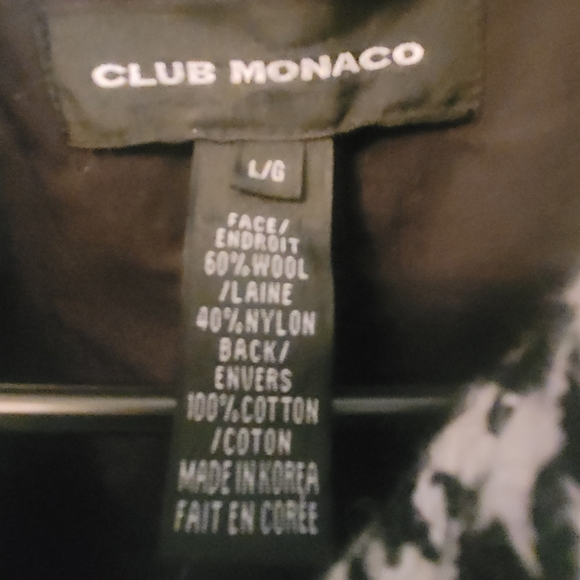 CLUB MONACO
L/G
FACE/
ENDROIT
60%WOOL
/LAINE
40%NYLON
BACK/
ENVERS
100%COTTON
/COTON
MADE IN KOREA
FAIT EN CORÉE